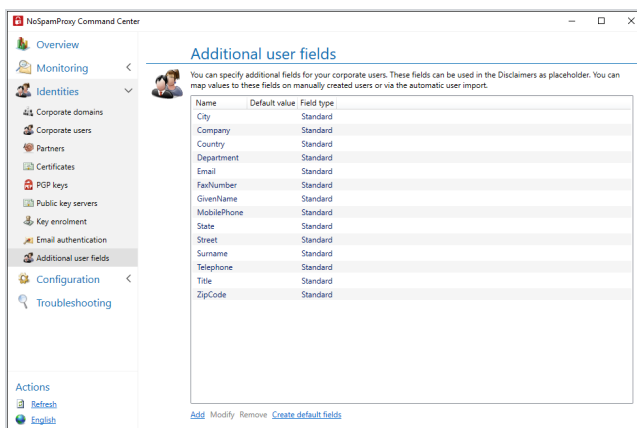 NoSpamProxy Command Center
Overview
Monitoring
Identities
Corporate domains
Corporate users
Partners
Certificates
PGP keys
Public key servers
Key enrolment
Email authentication
Additional user fields
Configuration
Troubleshooting
Actions
Refresh
English
Additional user fields
You can specify additional fields for your corporate users. These fields can be used in the Disclaimers as placeholder. You can
map values to these fields on manually created users or via the automatic user import.
Name Default value Field type
City Standard
Company Standard
Country Standard
Department Standard
Email Standard
FaxNumber Standard
GivenName Standard
MobilePhone Standard
State Standard
Street Standard
Surname Standard
Telephone Standard
Title Standard
ZipCode Standard
Add Modify Remove Create default fields